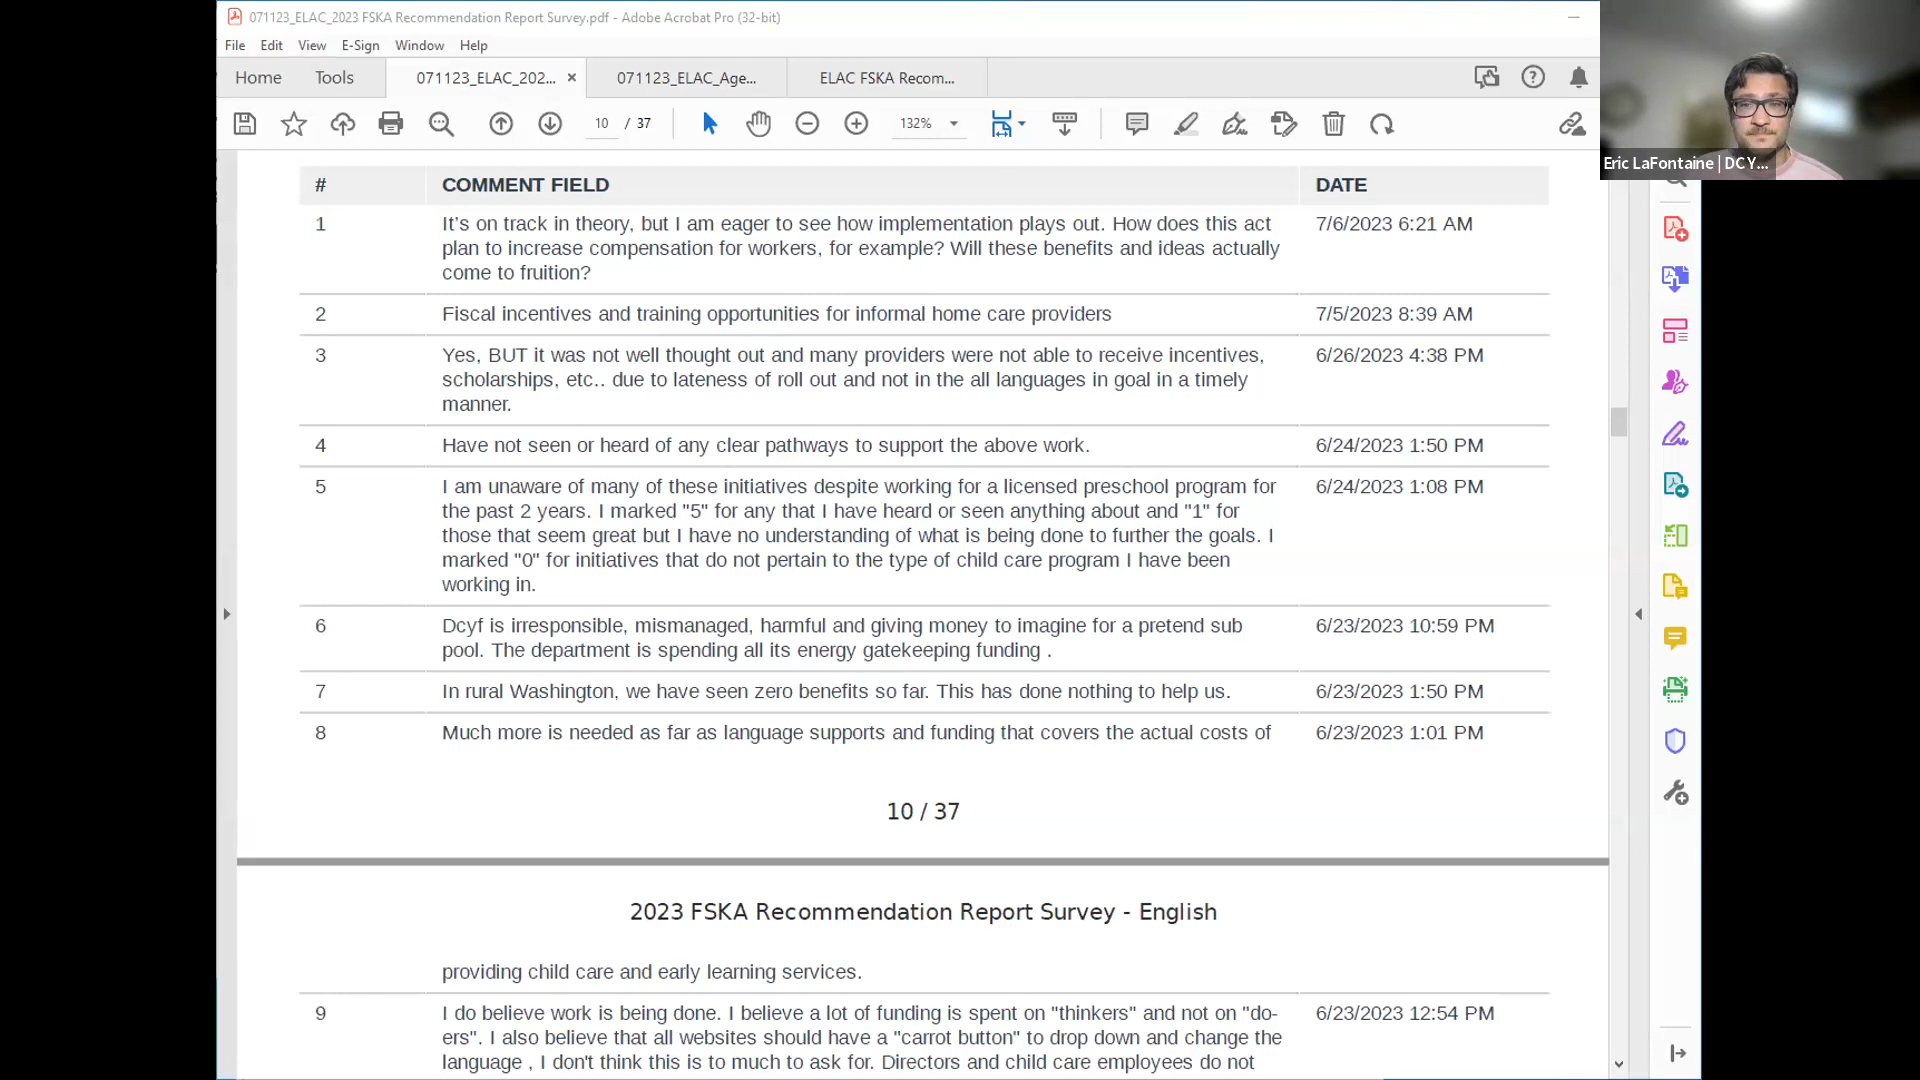 071123_ELAC_2023 FSKA Recommendation Report Survey.pdf - Adobe Acrobat Pro (32-bit)
File Edit View E-Sign Window Help
Home Tools 071123_ELAC_202... × 071123_ELAC_Age... ELAC FSKA Recom...
10 / 37 132%
Eric LaFontaine | DCY...
# COMMENT FIELD DATE
1 It’s on track in theory, but I am eager to see how implementation plays out. How does this act 7/6/2023 6:21 AM
plan to increase compensation for workers, for example? Will these benefits and ideas actually
come to fruition?
2 Fiscal incentives and training opportunities for informal home care providers 7/5/2023 8:39 AM
3 Yes, BUT it was not well thought out and many providers were not able to receive incentives, 6/26/2023 4:38 PM
scholarships, etc.. due to lateness of roll out and not in the all languages in goal in a timely
manner.
4 Have not seen or heard of any clear pathways to support the above work. 6/24/2023 1:50 PM
5 I am unaware of many of these initiatives despite working for a licensed preschool program for 6/24/2023 1:08 PM
the past 2 years. I marked "5" for any that I have heard or seen anything about and "1" for
those that seem great but I have no understanding of what is being done to further the goals. I
marked "0" for initiatives that do not pertain to the type of child care program I have been
working in.
6 Dcyf is irresponsible, mismanaged, harmful and giving money to imagine for a pretend sub 6/23/2023 10:59 PM
pool. The department is spending all its energy gatekeeping funding .
7 In rural Washington, we have seen zero benefits so far. This has done nothing to help us. 6/23/2023 1:50 PM
8 Much more is needed as far as language supports and funding that covers the actual costs of 6/23/2023 1:01 PM
10 / 37
2023 FSKA Recommendation Report Survey - English
providing child care and early learning services.
9 I do believe work is being done. I believe a lot of funding is spent on "thinkers" and not on "do- 6/23/2023 12:54 PM
ers". I also believe that all websites should have a "carrot button" to drop down and change the
language , I don't think this is to much to ask for. Directors and child care employees do not